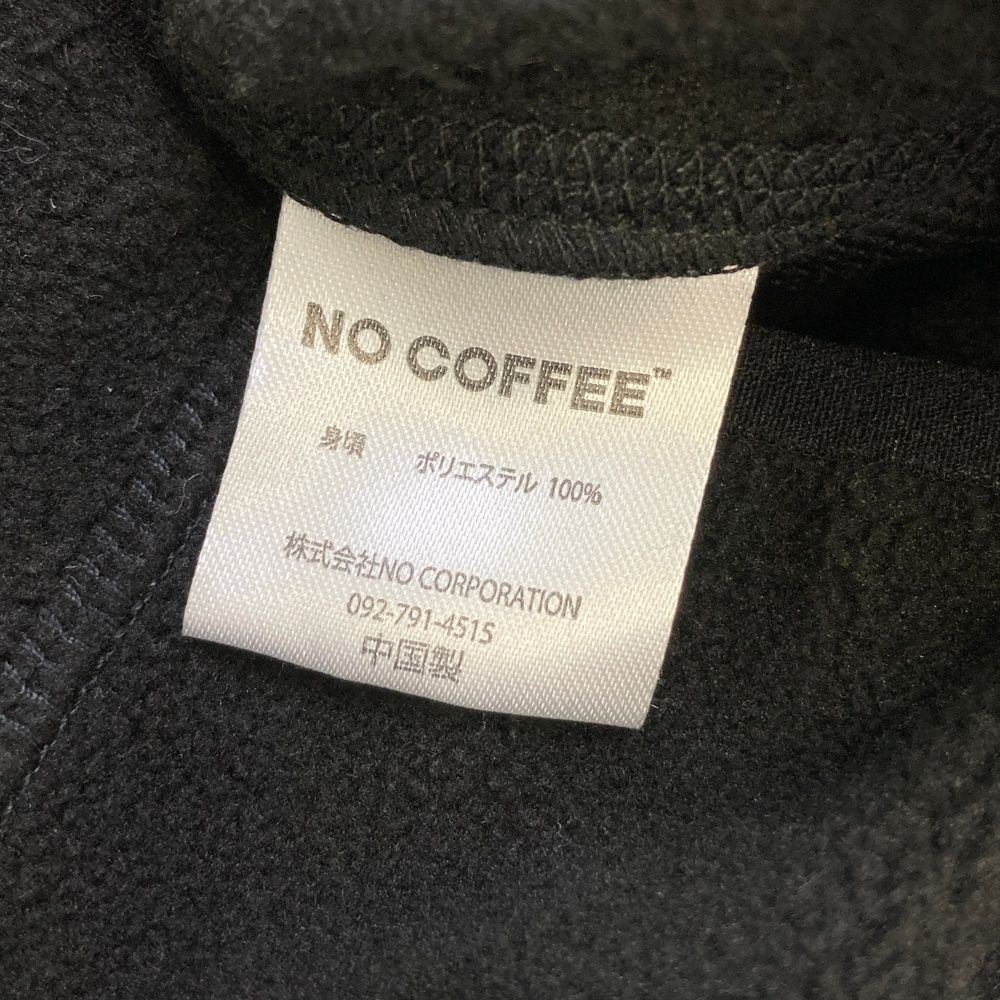 NO COFFEE™
身頃 ポリエステル 100%
株式会社NO CORPORATION
092-791-4515
中国製